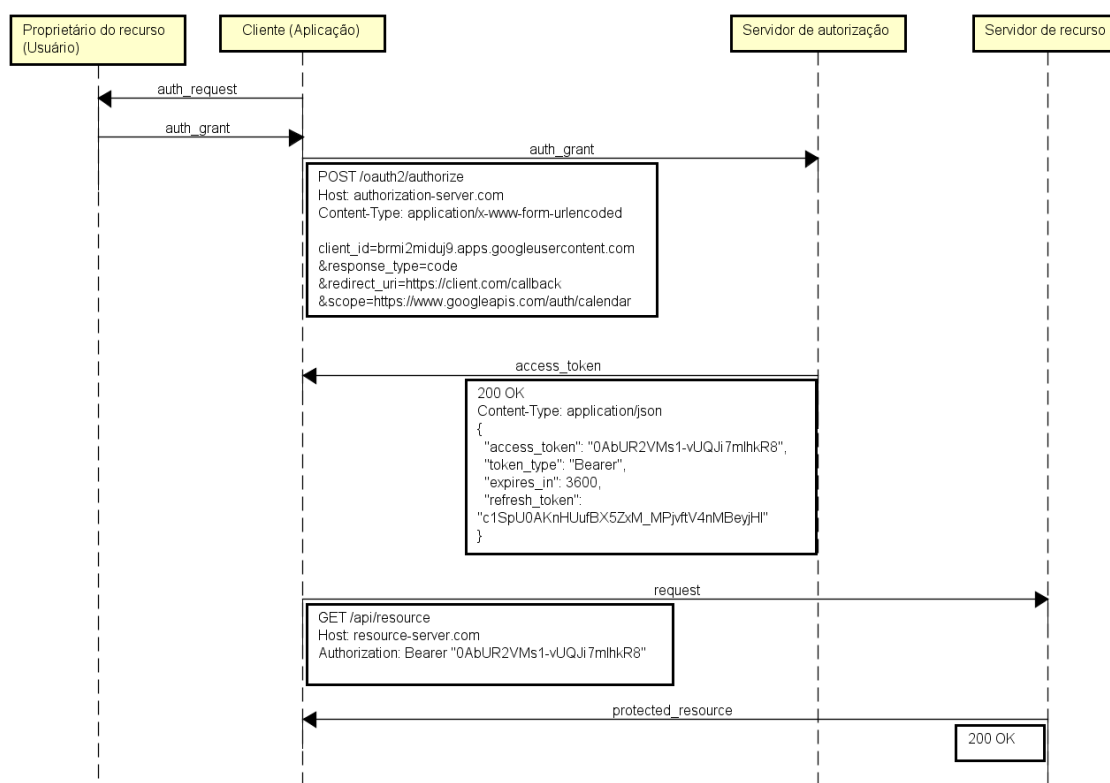 Proprietário do recurso
(Usuário)
Cliente (Aplicação)
Servidor de autorização
Servidor de recurso
auth_request
auth_grant
auth_grant
POST /oauth2/authorize
Host: authorization-server.com
Content-Type: application/x-www-form-urlencoded
client_id=brmi2miduj9.apps.googleusercontent.com
&response_type=code
&redirect_uri=https://client.com/callback
&scope=https://www.googleapis.com/auth/calendar
access_token
200 OK
Content-Type: application/json
{
"access_token": "0AbUR2VMs1-vUQJi7mlhkR8",
"token_type": "Bearer",
"expires_in": 3600,
"refresh_token":
"c1SpU0AKnHUufBX5ZxM_MPjvftV4nMBeyjHl"
}
request
GET /api/resource
Host: resource-server.com
Authorization: Bearer "0AbUR2VMs1-vUQJi7mlhkR8"
protected_resource
200 OK